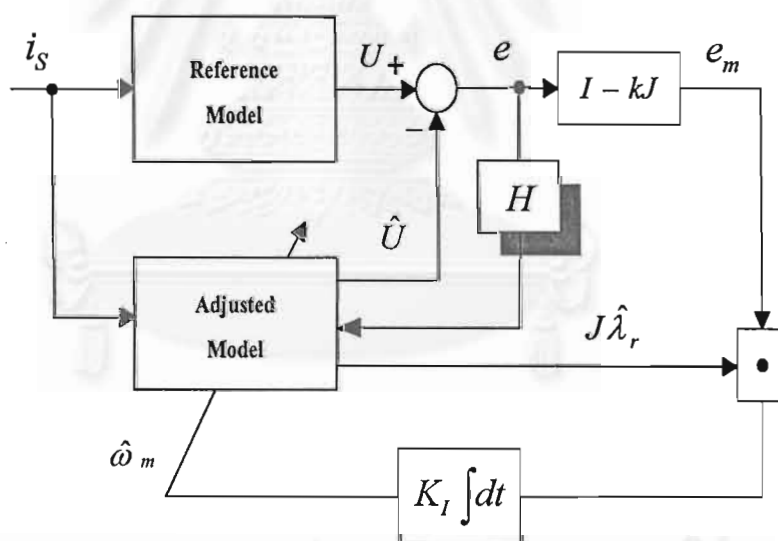 i_S
Reference
Model
U +
−
e
I − kJ
e_m
H
Û
Adjusted
Model
Jλ̂_r
•
ω̂_m
K_I ∫dt